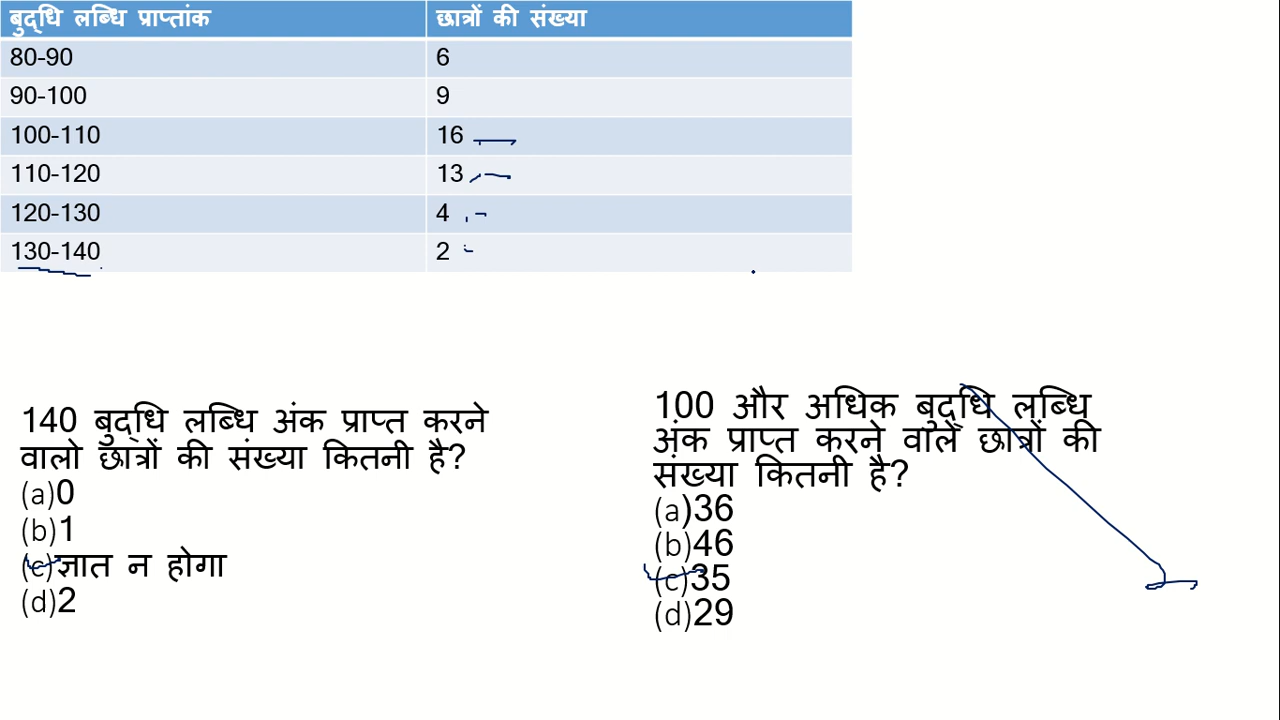 बुद्धि लब्धि प्राप्तांक छात्रों की संख्या
80-90 6
90-100 9
100-110 16
110-120 13
120-130 4
130-140 2
140 बुद्धि लब्धि अंक प्राप्त करने
वालो छात्रों की संख्या कितनी है?
(a)0
(b)1
(c)ज्ञात न होगा
(d)2
100 और अधिक बुद्धि लब्धि
अंक प्राप्त करने वाले छात्रों की
संख्या कितनी है?
(a)36
(b)46
(c)35
(d)29